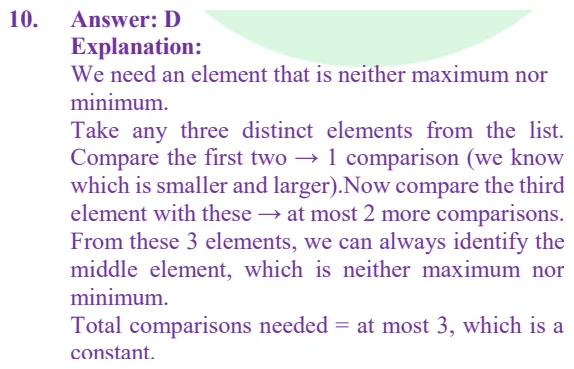 10. Answer: D
Explanation:
We need an element that is neither maximum nor
minimum.
Take any three distinct elements from the list.
Compare the first two → 1 comparison (we know
which is smaller and larger).Now compare the third
element with these → at most 2 more comparisons.
From these 3 elements, we can always identify the
middle element, which is neither maximum nor
minimum.
Total comparisons needed = at most 3, which is a
constant.